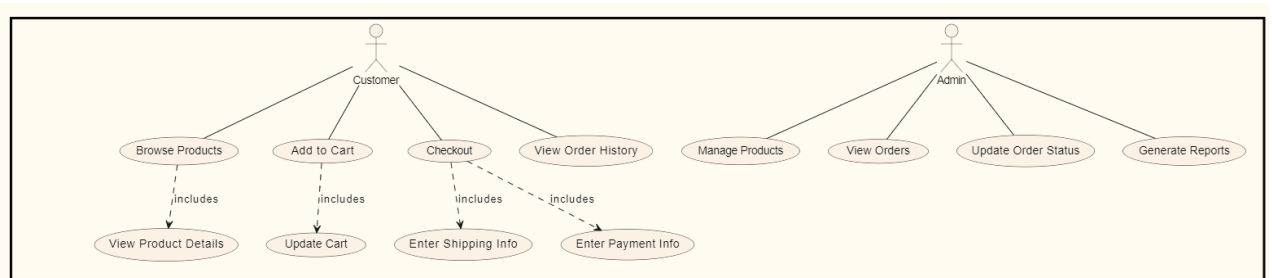 Customer
Admin
Browse Products
Add to Cart
Checkout
View Order History
Manage Products
View Orders
Update Order Status
Generate Reports
includes
includes
includes
includes
View Product Details
Update Cart
Enter Shipping Info
Enter Payment Info